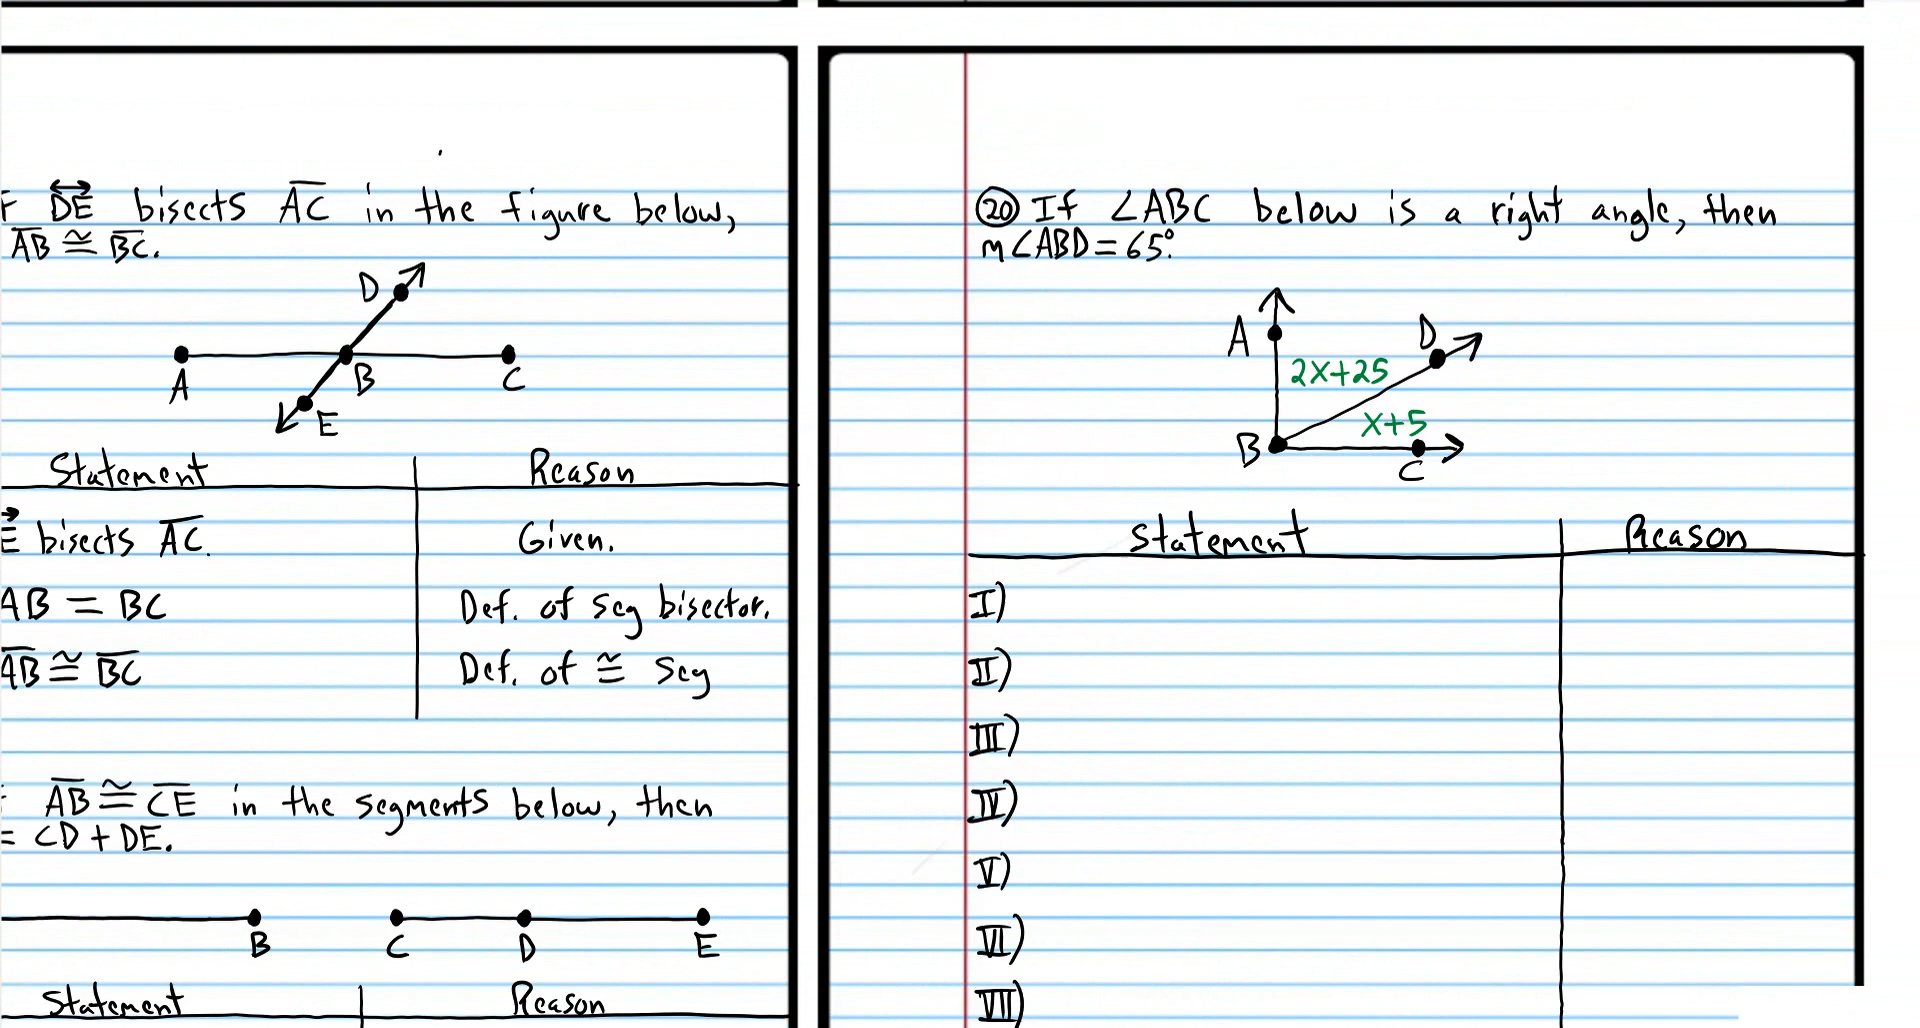 DE bisects AC in the figure below,
AB ≅ BC.
D
A
B
C
E
Statement Reason
E bisects AC. Given.
AB = BC Def. of seg bisector.
AB ≅ BC Def. of ≅ seg
AB ≅ CE in the segments below, then
= CD + DE.
B C D E
Statement Reason
20 If ∠ABC below is a right angle, then
m∠ABD = 65°.
A D
2x+25
x+5
B
C
Statement Reason
I)
II)
III)
IV)
V)
VI)
VII)